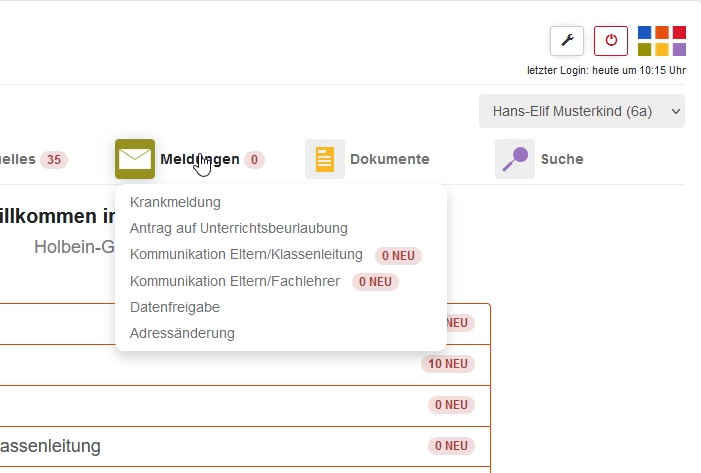 letzter Login: heute um 10:15 Uhr
Hans-Elif Musterkind (6a)
elles 35 Meldungen 0 Dokumente Suche
Krankmeldung
Antrag auf Unterrichtsbeurlaubung
Kommunikation Eltern/Klassenleitung 0 NEU
Kommunikation Eltern/Fachlehrer 0 NEU
Datenfreigabe
Adressänderung
illkommen in
Holbein-G
NEU
10 NEU
0 NEU
assenleitung 0 NEU